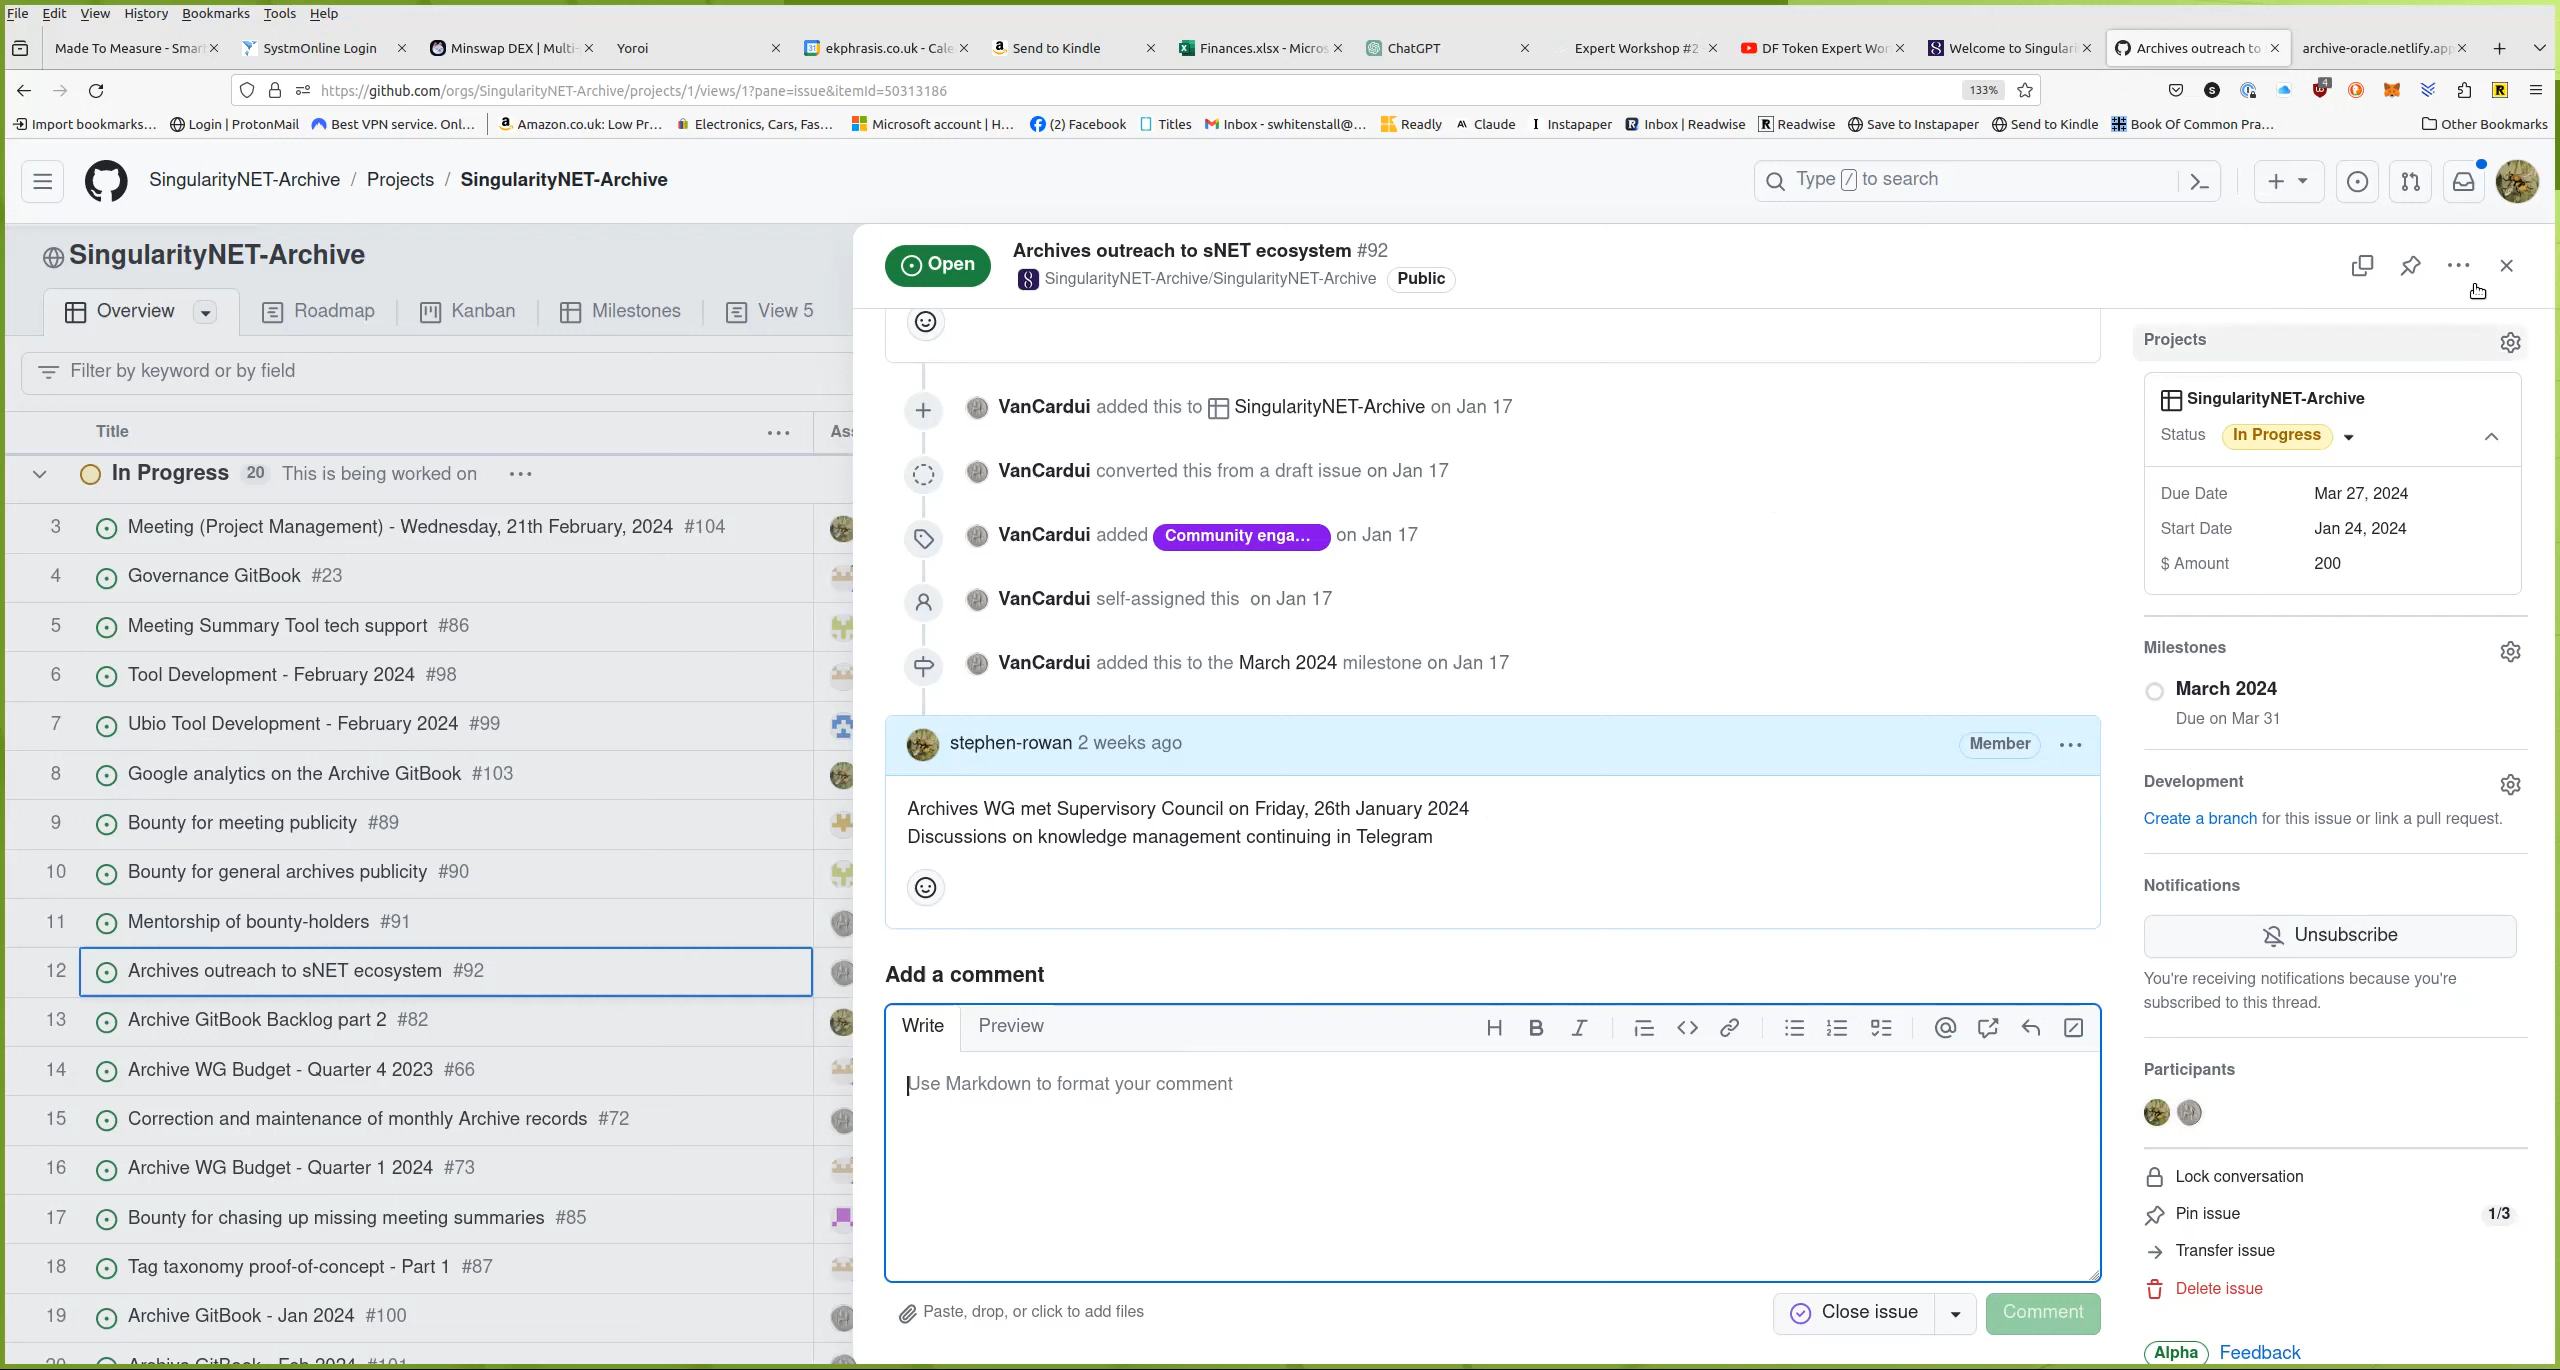 File Edit View History Bookmarks Tools Help
Made To Measure - Smar
SystmOnline Login
Minswap DEX | Multi-
Yoroi
ekphrasis.co.uk - Cale
Send to Kindle
Finances.xlsx - Micros
ChatGPT
Expert Workshop #2
DF Token Expert Wor
Welcome to Singulari
Archives outreach to
archive-oracle.netlify.app
https://github.com/orgs/SingularityNET-Archive/projects/1/views/1?pane=issue&itemId=50313186
133%
4
Import bookmarks...
Login | ProtonMail
Best VPN service. Onl...
Amazon.co.uk: Low Pr...
Electronics, Cars, Fas...
Microsoft account | H...
(2) Facebook
Titles
Inbox - swhitenstall@...
Readly
Claude
Instapaper
Inbox | Readwise
Readwise
Save to Instapaper
Send to Kindle
Book Of Common Pra...
Other Bookmarks
SingularityNET-Archive / Projects / SingularityNET-Archive
Type / to search
SingularityNET-Archive
Overview
Roadmap
Kanban
Milestones
View 5
Filter by keyword or by field
Title
Ass
In Progress 20 This is being worked on
3 Meeting (Project Management) - Wednesday, 21th February, 2024 #104
4 Governance GitBook #23
5 Meeting Summary Tool tech support #86
6 Tool Development - February 2024 #98
7 Ubio Tool Development - February 2024 #99
8 Google analytics on the Archive GitBook #103
9 Bounty for meeting publicity #89
10 Bounty for general archives publicity #90
11 Mentorship of bounty-holders #91
12 Archives outreach to sNET ecosystem #92
13 Archive GitBook Backlog part 2 #82
14 Archive WG Budget - Quarter 4 2023 #66
15 Correction and maintenance of monthly Archive records #72
16 Archive WG Budget - Quarter 1 2024 #73
17 Bounty for chasing up missing meeting summaries #85
18 Tag taxonomy proof-of-concept - Part 1 #87
19 Archive GitBook - Jan 2024 #100
20 Archive GitBook - Feb 2024 #101
Open
Archives outreach to sNET ecosystem #92
SingularityNET-Archive/SingularityNET-Archive Public
VanCardui added this to SingularityNET-Archive on Jan 17
VanCardui converted this from a draft issue on Jan 17
VanCardui added Community enga... on Jan 17
VanCardui self-assigned this on Jan 17
VanCardui added this to the March 2024 milestone on Jan 17
stephen-rowan 2 weeks ago
Member
Archives WG met Supervisory Council on Friday, 26th January 2024
Discussions on knowledge management continuing in Telegram
Add a comment
Write Preview
Use Markdown to format your comment
Paste, drop, or click to add files
Close issue
Comment
Projects
SingularityNET-Archive
Status In Progress
Due Date Mar 27, 2024
Start Date Jan 24, 2024
$ Amount 200
Milestones
March 2024
Due on Mar 31
Development
Create a branch for this issue or link a pull request.
Notifications
Unsubscribe
You're receiving notifications because you're
subscribed to this thread.
Participants
Lock conversation
Pin issue 1/3
Transfer issue
Delete issue
Alpha Feedback